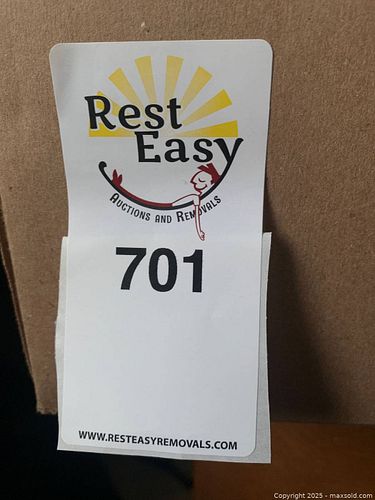 Rest
Easy
AUCTIONS AND REMOVALS
701
WWW.RESTEASYREMOVALS.COM
Copyright 2025 - maxsold.com